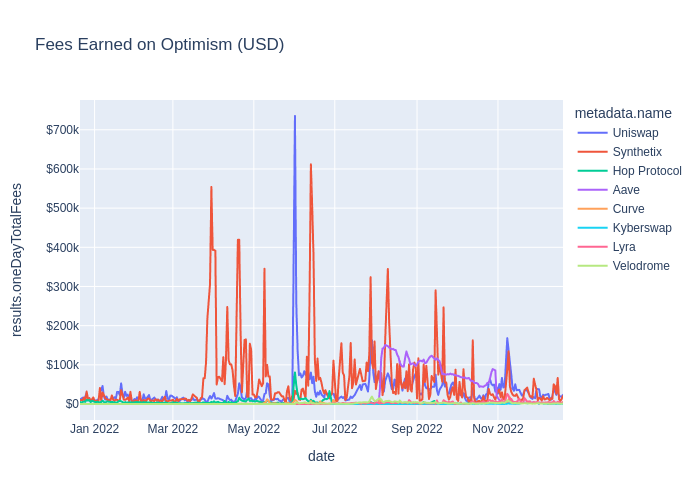 Fees Earned on Optimism (USD)
metadata.name
Uniswap
Synthetix
Hop Protocol
Aave
Curve
Kyberswap
Lyra
Velodrome
results.oneDayTotalFees
$700k
$600k
$500k
$400k
$300k
$200k
$100k
$0
Jan 2022 Mar 2022 May 2022 Jul 2022 Sep 2022 Nov 2022
date